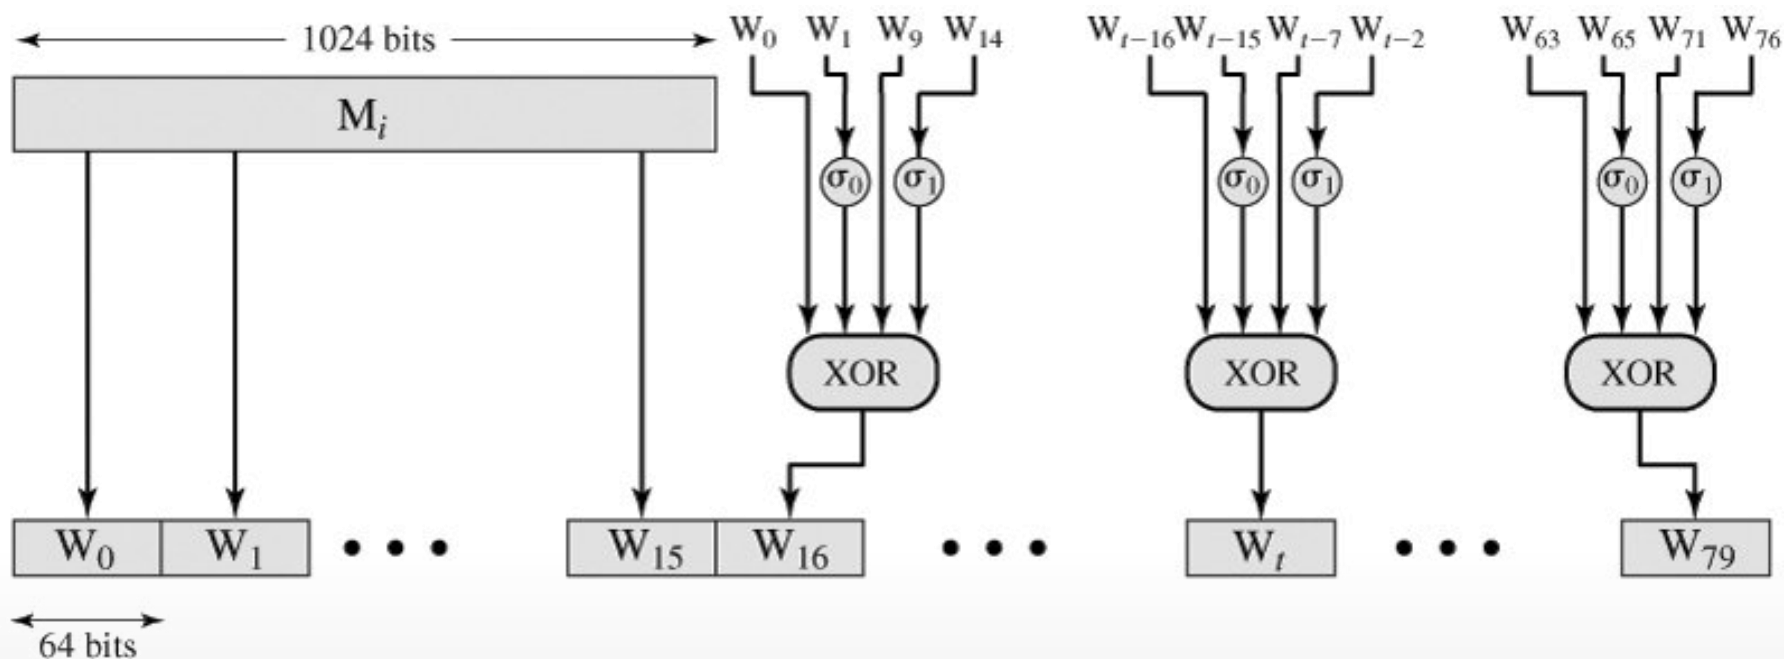 1024 bits
W₀ W₁ W₉ W₁₄
Wₜ₋₁₆ Wₜ₋₁₅ Wₜ₋₇ Wₜ₋₂
W₆₃ W₆₅ W₇₁ W₇₆
Mᵢ
σ₀ σ₁ σ₀ σ₁ σ₀ σ₁
XOR XOR XOR
W₀ W₁ W₁₅ W₁₆ Wₜ W₇₉
64 bits